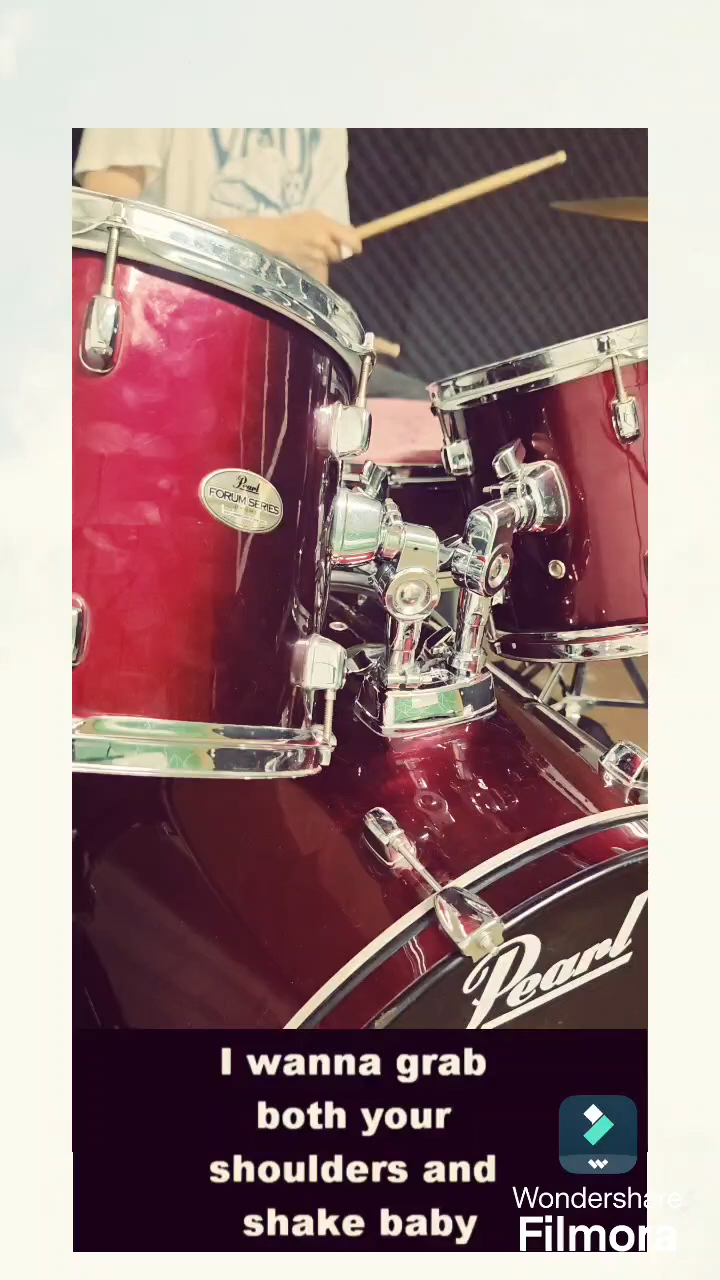 Pearl
FORUM SERIES
Pearl
I wanna grab
both your
shoulders and
shake baby
Wondershare
Filmora